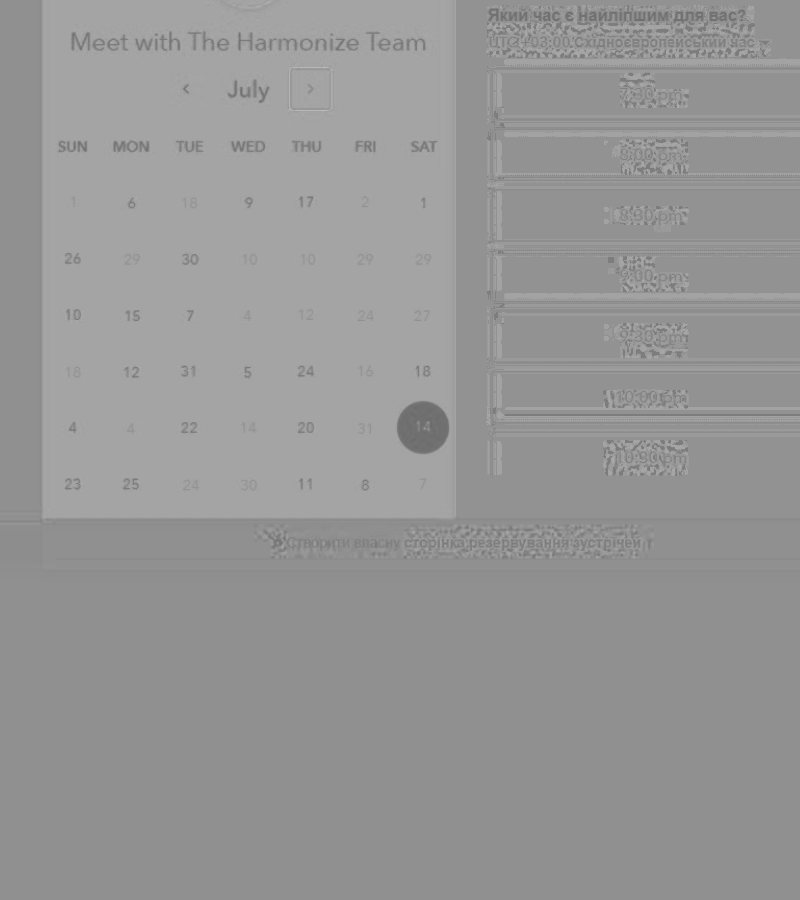 Meet with The Harmonize Team
‹ July ›
SUN MON TUE WED THU FRI SAT
1 6 18 9 17 2 1
26 29 30 10 10 29 29
10 15 7 4 12 24 27
18 12 31 5 24 16 18
4 4 22 14 20 31 14
23 25 24 30 11 8 7
Який час є найліпшим для вас?
UTC+03:00 Східноєвропейський час
7:30 pm
8:00 pm
8:30 pm
9:00 pm
9:30 pm
10:00 pm
10:30 pm
Створити власну сторінка резервування зустрічей